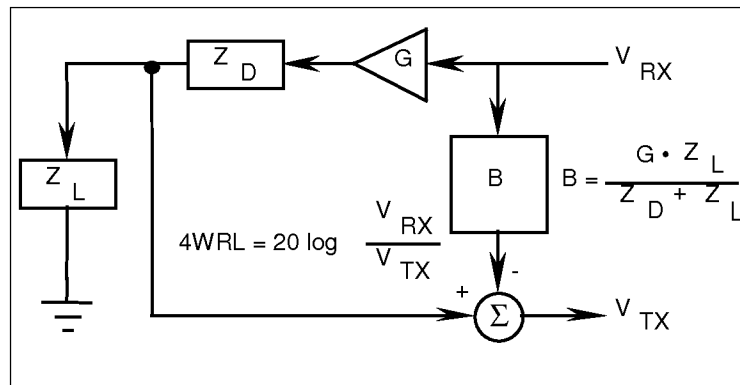 Z D
G
V RX
Z L
B
B = G · Z L / Z D + Z L
4WRL = 20 log V RX / V TX
+
-
Σ
V TX